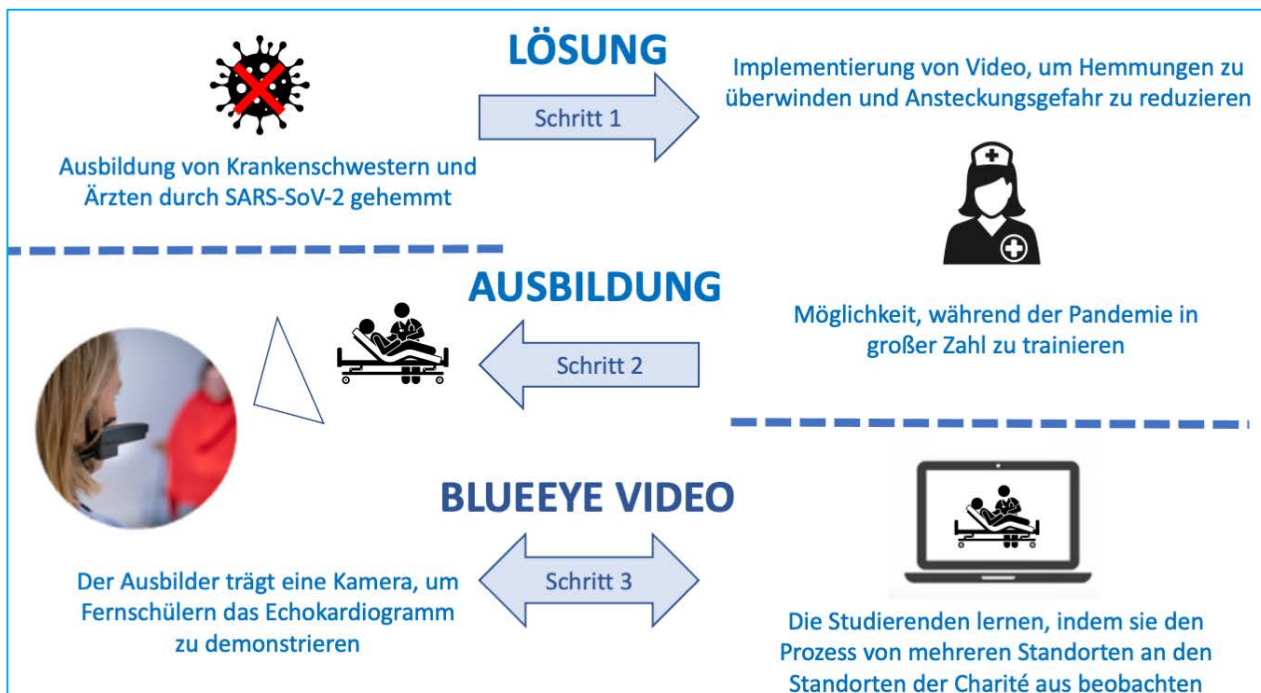 LÖSUNG
Schritt 1
Ausbildung von Krankenschwestern und
Ärzten durch SARS-SoV-2 gehemmt
Implementierung von Video, um Hemmungen zu
überwinden und Ansteckungsgefahr zu reduzieren
AUSBILDUNG
Schritt 2
Möglichkeit, während der Pandemie in
großer Zahl zu trainieren
BLUEEYE VIDEO
Schritt 3
Der Ausbilder trägt eine Kamera, um
Fernschülern das Echokardiogramm
zu demonstrieren
Die Studierenden lernen, indem sie den
Prozess von mehreren Standorten an den
Standorten der Charité aus beobachten